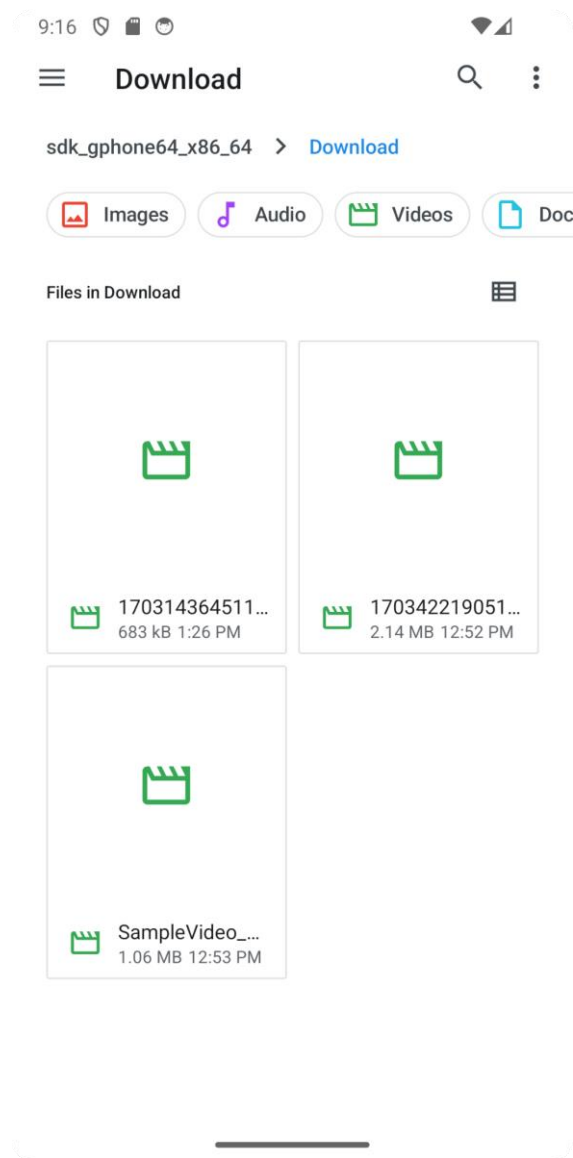 9:16
Download
sdk_gphone64_x86_64 > Download
Images Audio Videos Doc
Files in Download
170314364511... 170342219051...
683 kB 1:26 PM 2.14 MB 12:52 PM
SampleVideo_...
1.06 MB 12:53 PM